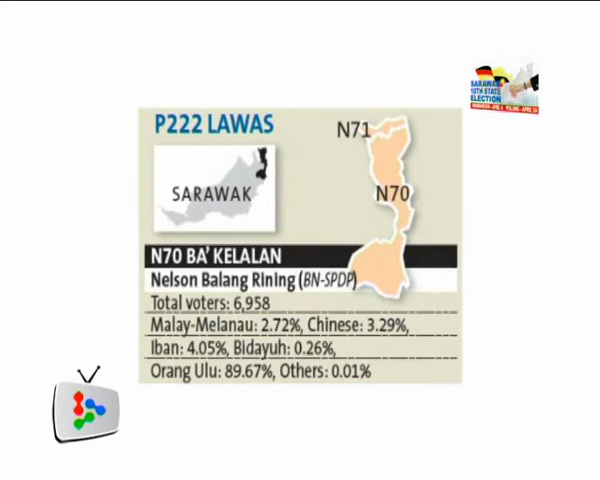 SARAWAK
10TH STATE
ELECTION
P222 LAWAS
N71
SARAWAK
N70
N70 BA' KELALAN
Nelson Balang Rining (BN-SPDP)
Total voters: 6,958
Malay-Melanau: 2.72%, Chinese: 3.29%,
Iban: 4.05%, Bidayuh: 0.26%,
Orang Ulu: 89.67%, Others: 0.01%